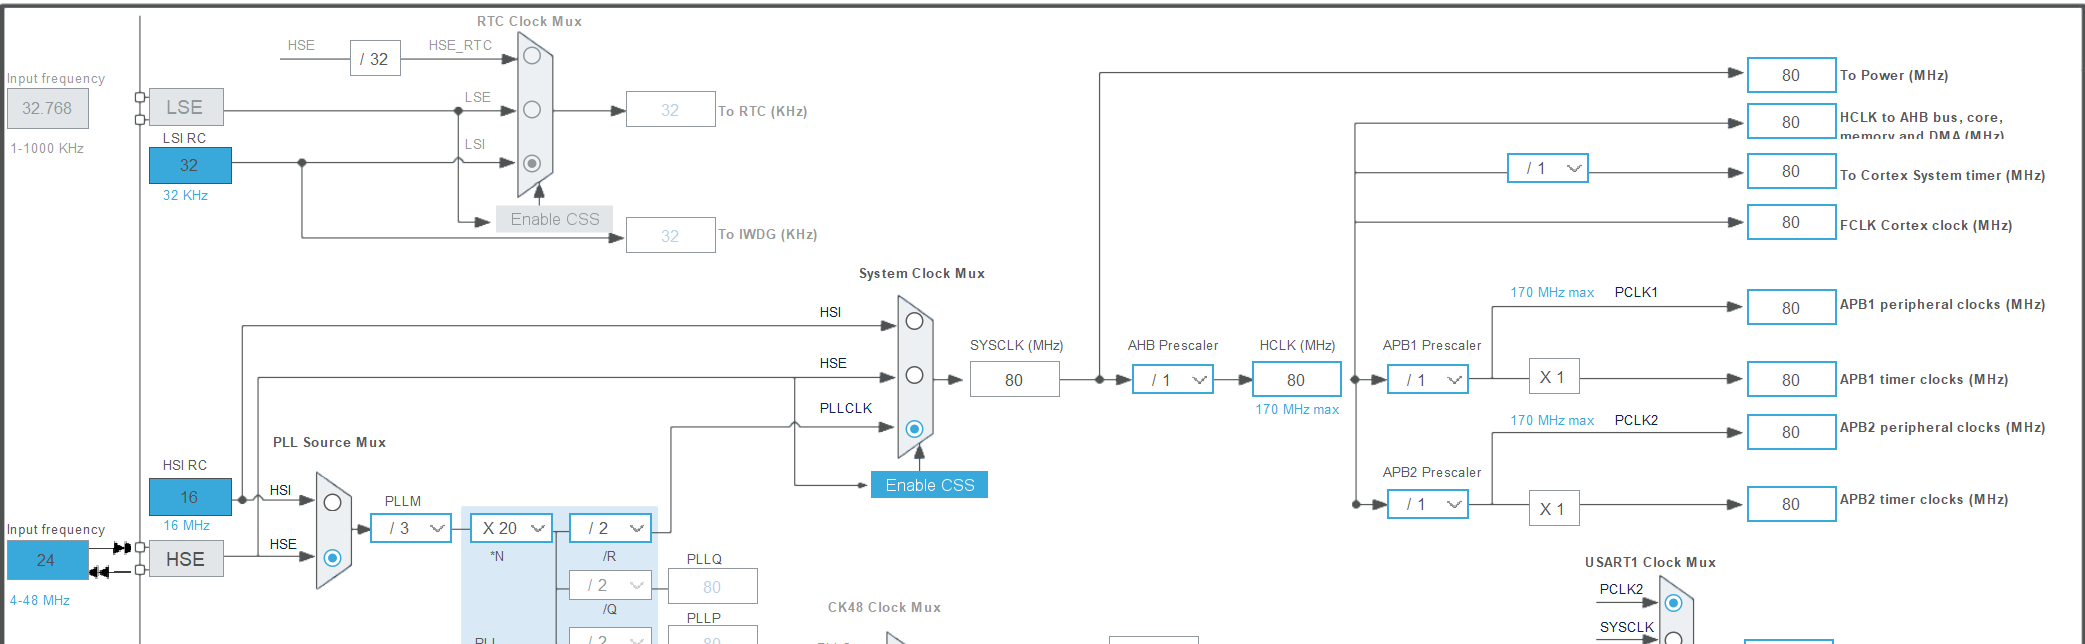 RTC Clock Mux
HSE
/ 32
HSE_RTC
Input frequency
32.768
1-1000 KHz
LSE
LSE
LSI RC
32
32 KHz
LSI
32
To RTC (KHz)
Enable CSS
32
To IWDG (KHz)
80
To Power (MHz)
80
HCLK to AHB bus, core,
memory and DMA (MHz)
/ 1
80
To Cortex System timer (MHz)
80
FCLK Cortex clock (MHz)
System Clock Mux
HSI
HSE
PLLCLK
SYSCLK (MHz)
80
AHB Prescaler
/ 1
HCLK (MHz)
80
170 MHz max
APB1 Prescaler
/ 1
170 MHz max
PCLK1
80
APB1 peripheral clocks (MHz)
X 1
80
APB1 timer clocks (MHz)
170 MHz max
PCLK2
80
APB2 peripheral clocks (MHz)
APB2 Prescaler
/ 1
X 1
80
APB2 timer clocks (MHz)
Enable CSS
PLL Source Mux
HSI RC
16
16 MHz
HSI
Input frequency
24
4-48 MHz
HSE
HSE
PLLM
/ 3
X 20
*N
/ 2
/R
/ 2
/Q
PLLQ
80
PLLP
/ 2
80
PLL
CK48 Clock Mux
USART1 Clock Mux
PCLK2
SYSCLK